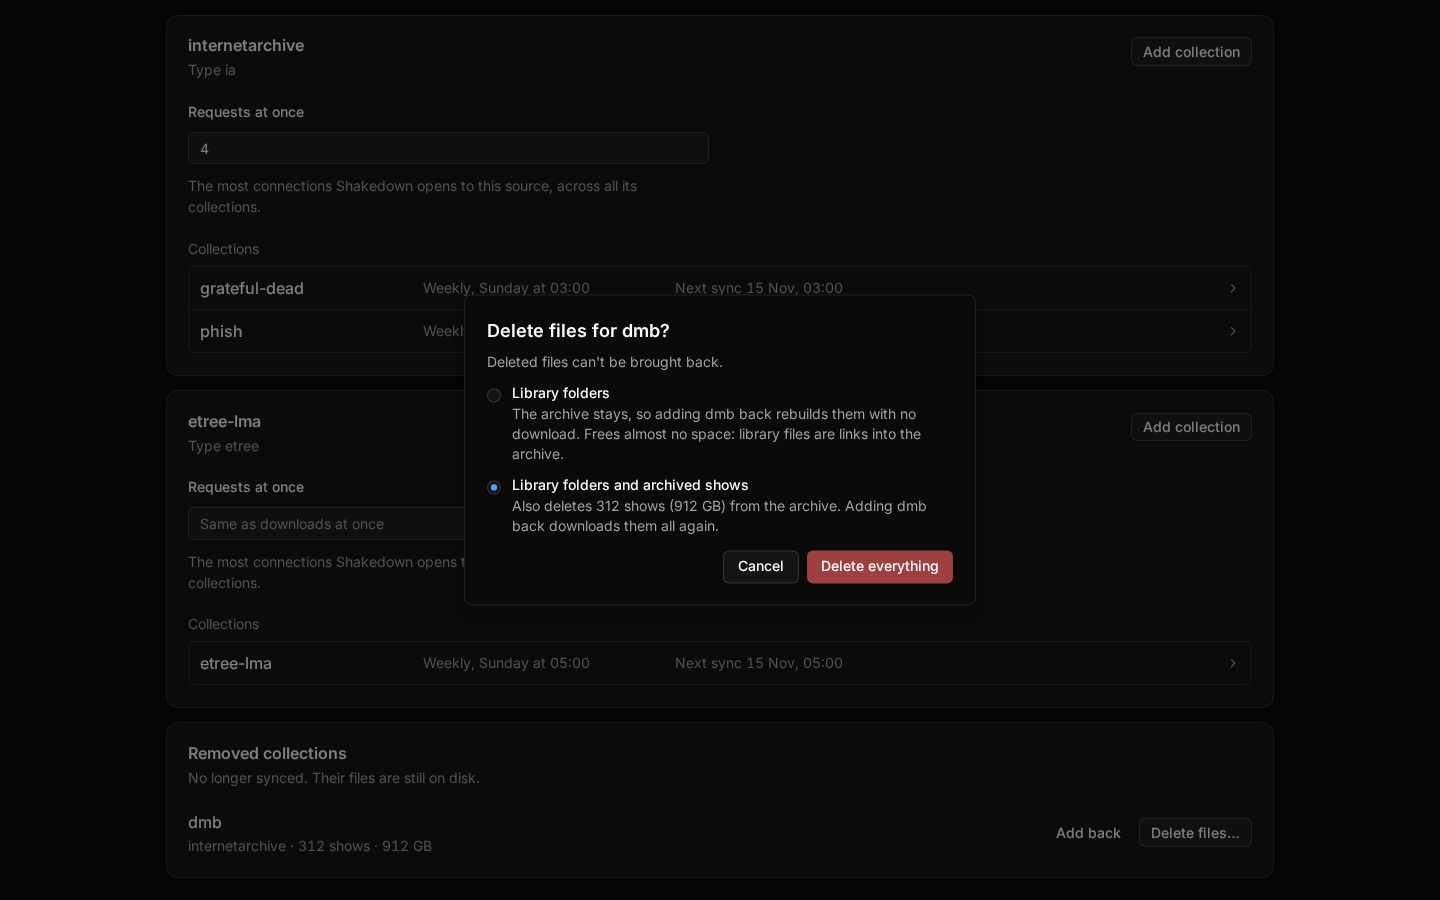 internetarchive
Add collection
Type ia
Requests at once
4
The most connections Shakedown opens to this source, across all its
collections.
Collections
grateful-dead
Weekly, Sunday at 03:00
Next sync 15 Nov, 03:00
phish
Delete files for dmb?
Deleted files can't be brought back.
Library folders
The archive stays, so adding dmb back rebuilds them with no
download. Frees almost no space: library files are links into the
archive.
Library folders and archived shows
Also deletes 312 shows (912 GB) from the archive. Adding dmb
back downloads them all again.
Cancel
Delete everything
etree-lma
Add collection
Type etree
Requests at once
Same as downloads at once
The most connections Shakedown opens
collections.
Collections
etree-lma
Weekly, Sunday at 05:00
Next sync 15 Nov, 05:00
Removed collections
No longer synced. Their files are still on disk.
dmb
internetarchive · 312 shows · 912 GB
Add back
Delete files…